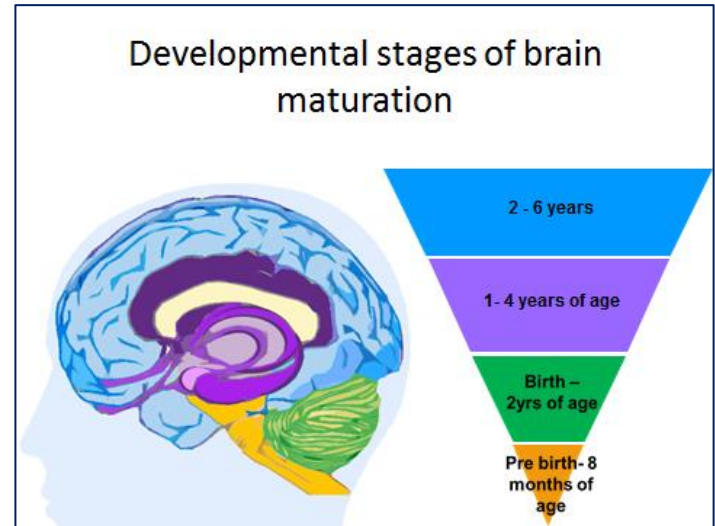 Developmental stages of brain
maturation
2 - 6 years
1- 4 years of age
Birth –
2yrs of age
Pre birth- 8
months of
age